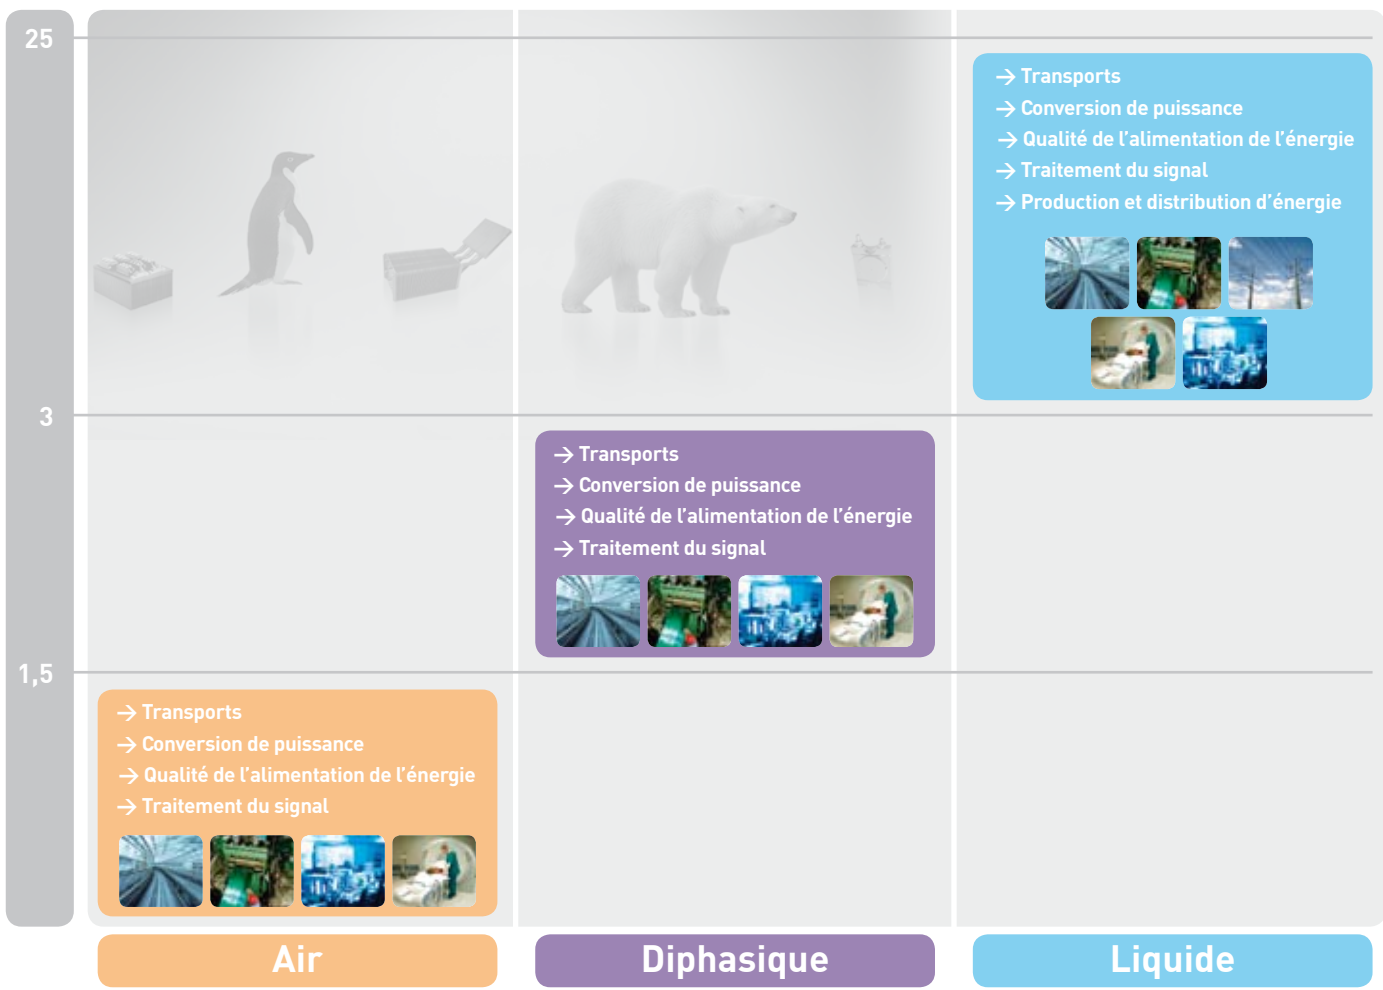 25
→ Transports
→ Conversion de puissance
→ Qualité de l’alimentation de l’énergie
→ Traitement du signal
→ Production et distribution d’énergie
3
→ Transports
→ Conversion de puissance
→ Qualité de l’alimentation de l’énergie
→ Traitement du signal
1,5
→ Transports
→ Conversion de puissance
→ Qualité de l’alimentation de l’énergie
→ Traitement du signal
Air
Diphasique
Liquide